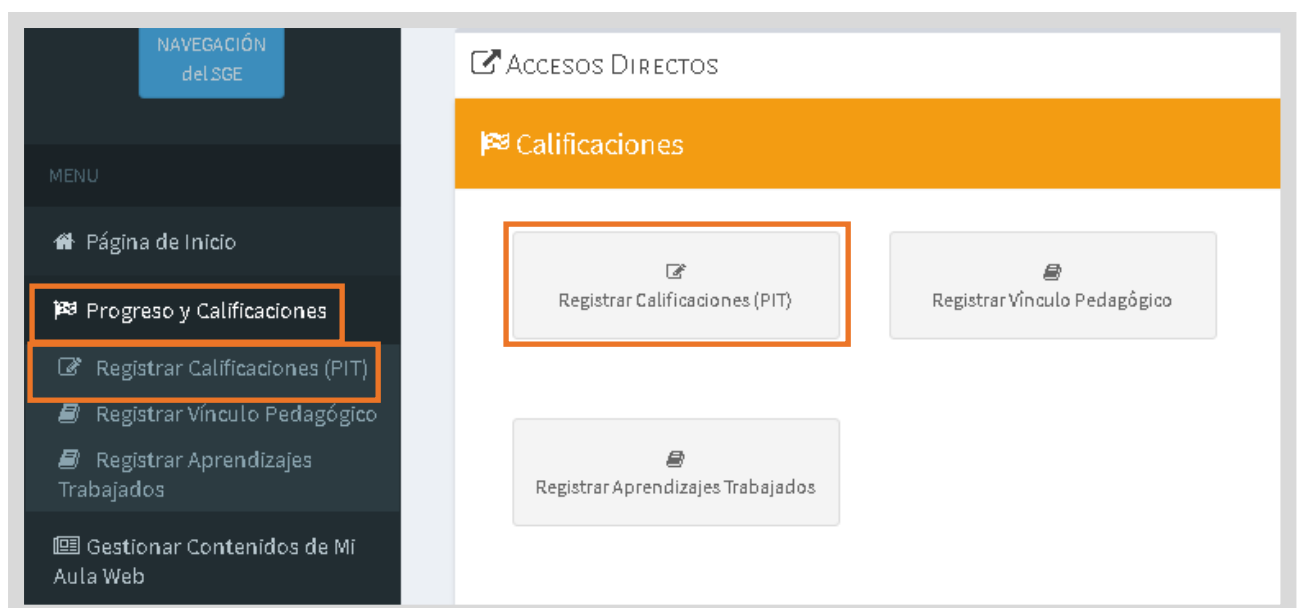 NAVEGACIÓN
del SGE
MENU
Página de Inicio
Progreso y Calificaciones
Registrar Calificaciones (PIT)
Registrar Vínculo Pedagógico
Registrar Aprendizajes
Trabajados
Gestionar Contenidos de Mi
Aula Web
ACCESOS DIRECTOS
Calificaciones
Registrar Calificaciones (PIT)
Registrar Vínculo Pedagógico
Registrar Aprendizajes Trabajados